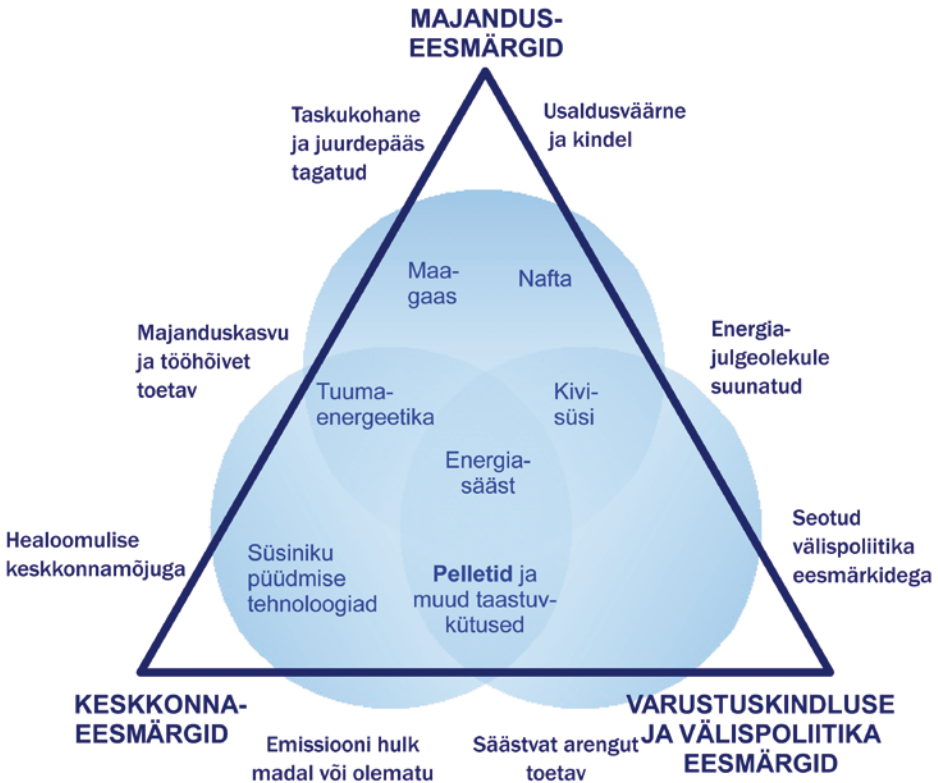 MAJANDUS-
EESMÄRGID
Taskukohane
ja juurdepääs
tagatud
Usaldusväärne
ja kindel
Maa-
gaas
Nafta
Majanduskasvu
ja tööhõivet
toetav
Energia-
julgeolekule
suunatud
Tuuma-
energeetika
Kivi-
süsi
Energia-
sääst
Healoomulise
keskkonnamõjuga
Süsiniku
püüdmise
tehnoloogiad
Pelletid ja
muud taastuv-
kütused
Seotud
välispoliitika
eesmärkidega
KESKKONNA-
EESMÄRGID
VARUSTUSKINDLUSE
JA VÄLISPOLIITIKA
EESMÄRGID
Emissiooni hulk
madal või olematu
Säästvat arengut
toetav